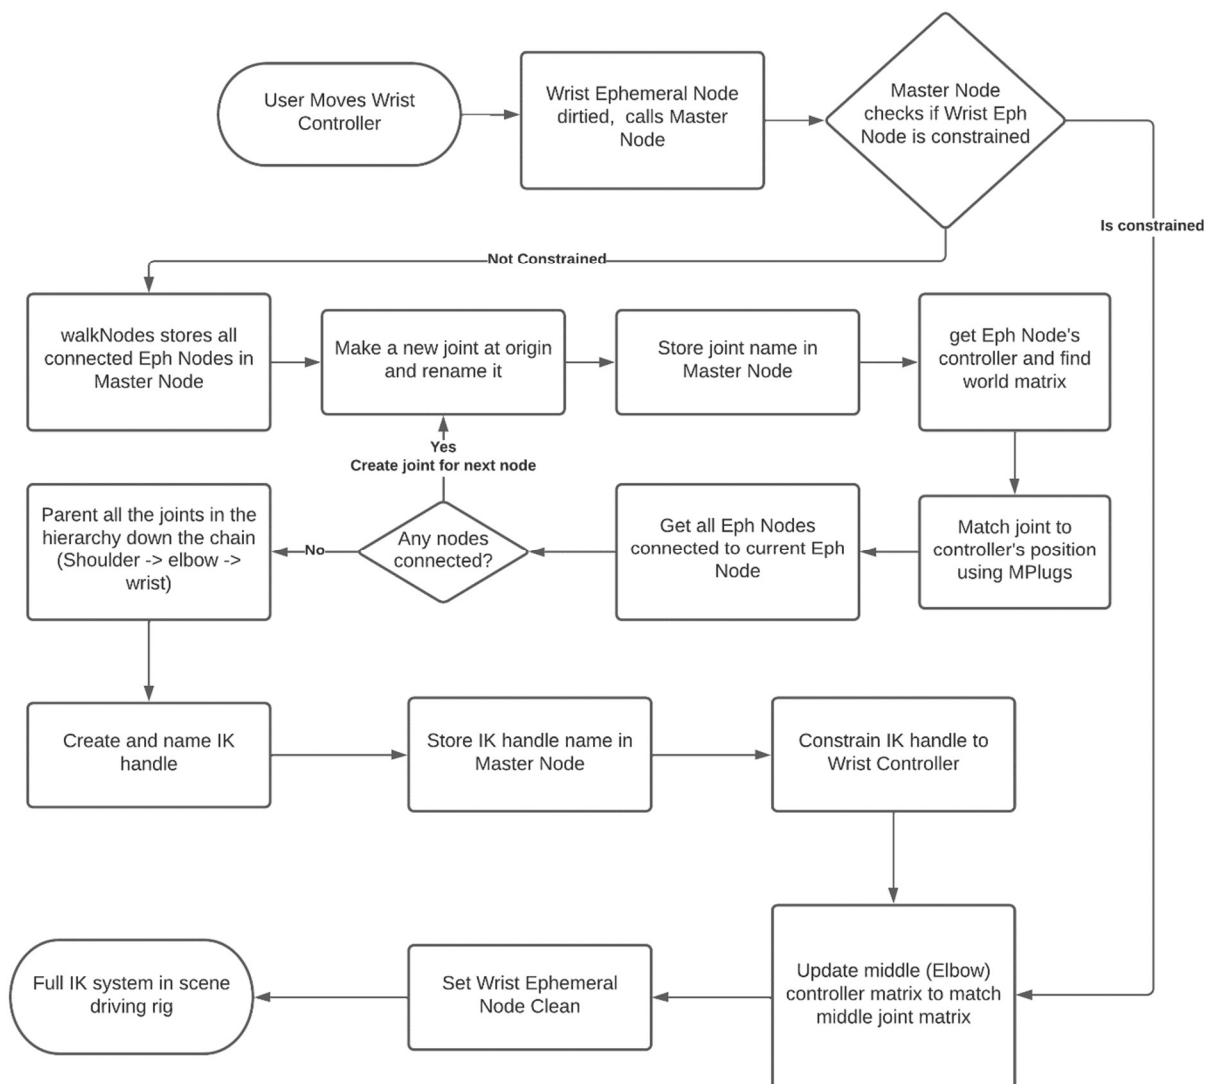 User Moves Wrist
Controller
Wrist Ephemeral Node
dirtied, calls Master
Node
Master Node
checks if Wrist Eph
Node is constrained
Is constrained
Not Constrained
walkNodes stores all
connected Eph Nodes in
Master Node
Make a new joint at origin
and rename it
Store joint name in
Master Node
get Eph Node's
controller and find
world matrix
Match joint to
controller's position
using MPlugs
Get all Eph Nodes
connected to current Eph
Node
Any nodes
connected?
Yes
Create joint for next node
No
Parent all the joints in the
hierarchy down the chain
(Shoulder -> elbow ->
wrist)
Create and name IK
handle
Store IK handle name in
Master Node
Constrain IK handle to
Wrist Controller
Update middle (Elbow)
controller matrix to match
middle joint matrix
Set Wrist Ephemeral
Node Clean
Full IK system in scene
driving rig